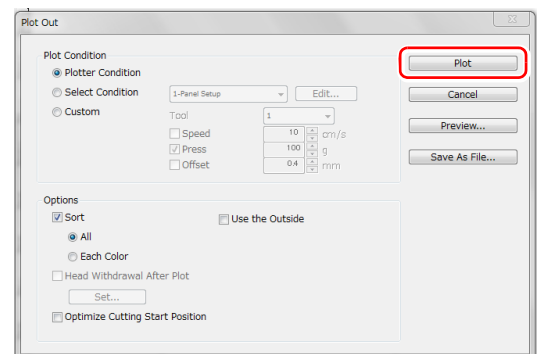 Plot Out
Plot Condition
Plotter Condition
Select Condition 1-Panel Setup Edit...
Custom Tool 1
Speed 10 cm/s
Press 100 g
Offset 0.4 mm
Plot
Cancel
Preview...
Save As File...
Options
Sort Use the Outside
All
Each Color
Head Withdrawal After Plot
Set...
Optimize Cutting Start Position